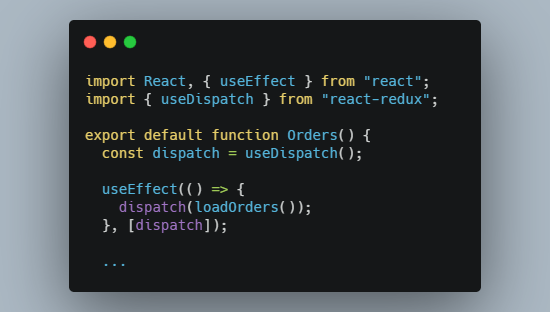 import React, { useEffect } from "react";
import { useDispatch } from "react-redux";
export default function Orders() {
const dispatch = useDispatch();
useEffect(() => {
dispatch(loadOrders());
}, [dispatch]);
...